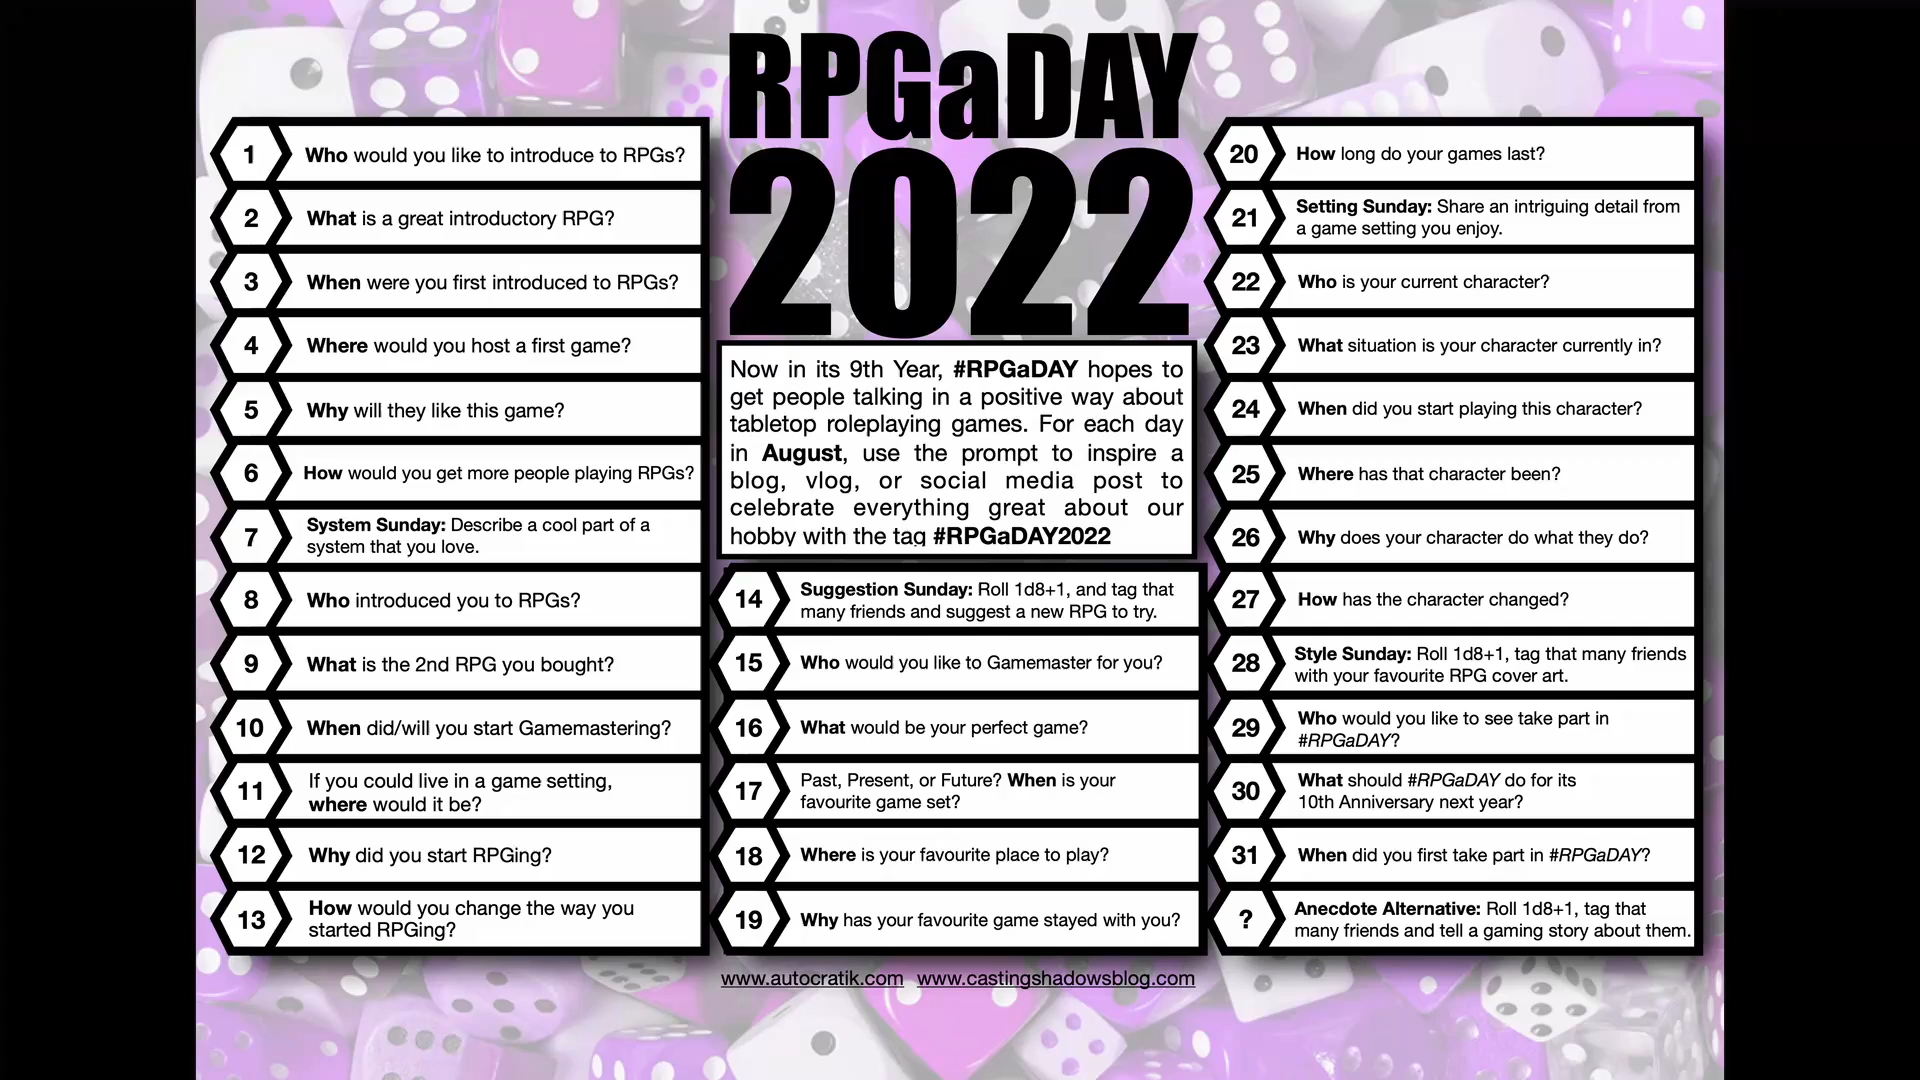 RPGaDAY
2022
1
Who would you like to introduce to RPGs?
2
What is a great introductory RPG?
3
When were you first introduced to RPGs?
4
Where would you host a first game?
5
Why will they like this game?
6
How would you get more people playing RPGs?
7
System Sunday: Describe a cool part of a
system that you love.
8
Who introduced you to RPGs?
9
What is the 2nd RPG you bought?
10
When did/will you start Gamemastering?
11
If you could live in a game setting,
where would it be?
12
Why did you start RPGing?
13
How would you change the way you
started RPGing?
Now in its 9th Year, #RPGaDAY hopes to
get people talking in a positive way about
tabletop roleplaying games. For each day
in August, use the prompt to inspire a
blog, vlog, or social media post to
celebrate everything great about our
hobby with the tag #RPGaDAY2022
14
Suggestion Sunday: Roll 1d8+1, and tag that
many friends and suggest a new RPG to try.
15
Who would you like to Gamemaster for you?
16
What would be your perfect game?
17
Past, Present, or Future? When is your
favourite game set?
18
Where is your favourite place to play?
19
Why has your favourite game stayed with you?
20
How long do your games last?
21
Setting Sunday: Share an intriguing detail from
a game setting you enjoy.
22
Who is your current character?
23
What situation is your character currently in?
24
When did you start playing this character?
25
Where has that character been?
26
Why does your character do what they do?
27
How has the character changed?
28
Style Sunday: Roll 1d8+1, tag that many friends
with your favourite RPG cover art.
29
Who would you like to see take part in
#RPGaDAY?
30
What should #RPGaDAY do for its
10th Anniversary next year?
31
When did you first take part in #RPGaDAY?
?
Anecdote Alternative: Roll 1d8+1, tag that
many friends and tell a gaming story about them.
www.autocratik.com www.castingshadowsblog.com